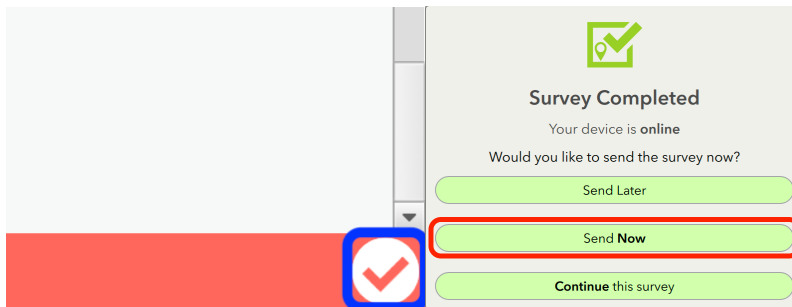 Survey Completed
Your device is online
Would you like to send the survey now?
Send Later
Send Now
Continue this survey